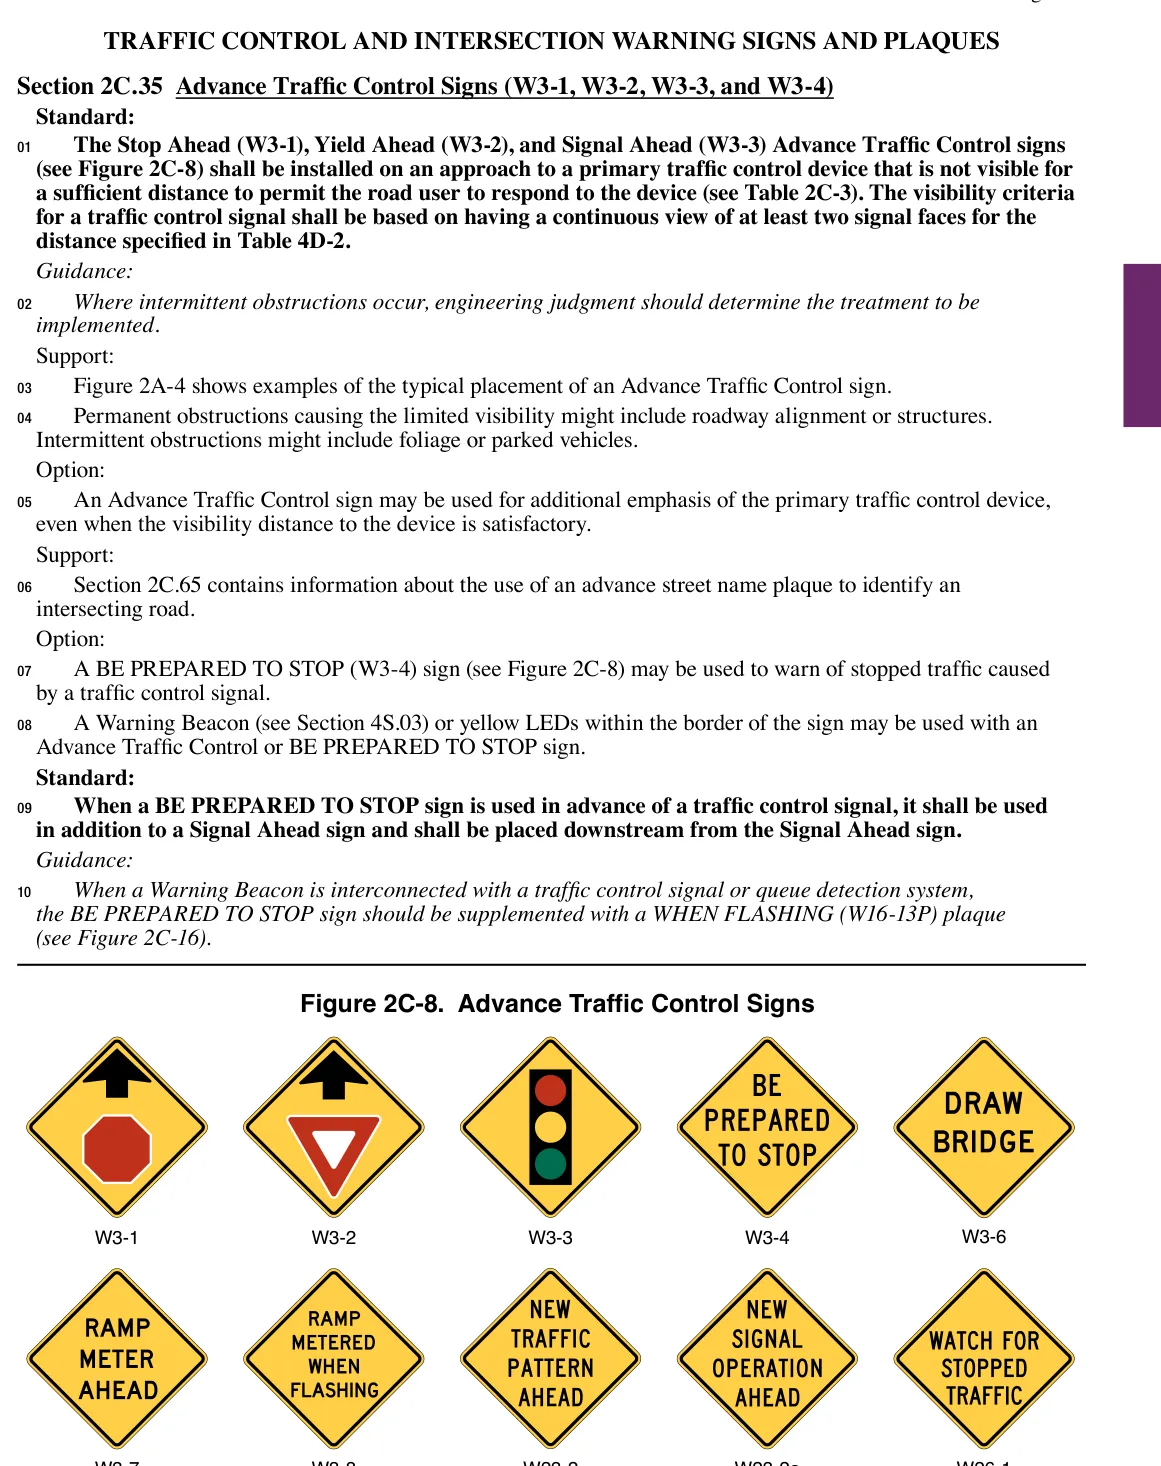 TRAFFIC CONTROL AND INTERSECTION WARNING SIGNS AND PLAQUES
Section 2C.35 Advance Traffic Control Signs (W3-1, W3-2, W3-3, and W3-4)
Standard:
01 The Stop Ahead (W3-1), Yield Ahead (W3-2), and Signal Ahead (W3-3) Advance Traffic Control signs
(see Figure 2C-8) shall be installed on an approach to a primary traffic control device that is not visible for
a sufficient distance to permit the road user to respond to the device (see Table 2C-3). The visibility criteria
for a traffic control signal shall be based on having a continuous view of at least two signal faces for the
distance specified in Table 4D-2.
Guidance:
02 Where intermittent obstructions occur, engineering judgment should determine the treatment to be
implemented.
Support:
03 Figure 2A-4 shows examples of the typical placement of an Advance Traffic Control sign.
04 Permanent obstructions causing the limited visibility might include roadway alignment or structures.
Intermittent obstructions might include foliage or parked vehicles.
Option:
05 An Advance Traffic Control sign may be used for additional emphasis of the primary traffic control device,
even when the visibility distance to the device is satisfactory.
Support:
06 Section 2C.65 contains information about the use of an advance street name plaque to identify an
intersecting road.
Option:
07 A BE PREPARED TO STOP (W3-4) sign (see Figure 2C-8) may be used to warn of stopped traffic caused
by a traffic control signal.
08 A Warning Beacon (see Section 4S.03) or yellow LEDs within the border of the sign may be used with an
Advance Traffic Control or BE PREPARED TO STOP sign.
Standard:
09 When a BE PREPARED TO STOP sign is used in advance of a traffic control signal, it shall be used
in addition to a Signal Ahead sign and shall be placed downstream from the Signal Ahead sign.
Guidance:
10 When a Warning Beacon is interconnected with a traffic control signal or queue detection system,
the BE PREPARED TO STOP sign should be supplemented with a WHEN FLASHING (W16-13P) plaque
(see Figure 2C-16).
Figure 2C-8. Advance Traffic Control Signs
BE
PREPARED
TO STOP
DRAW
BRIDGE
W3-1 W3-2 W3-3 W3-4 W3-6
RAMP
METER
AHEAD
RAMP
METERED
WHEN
FLASHING
NEW
TRAFFIC
PATTERN
AHEAD
NEW
SIGNAL
OPERATION
AHEAD
WATCH FOR
STOPPED
TRAFFIC